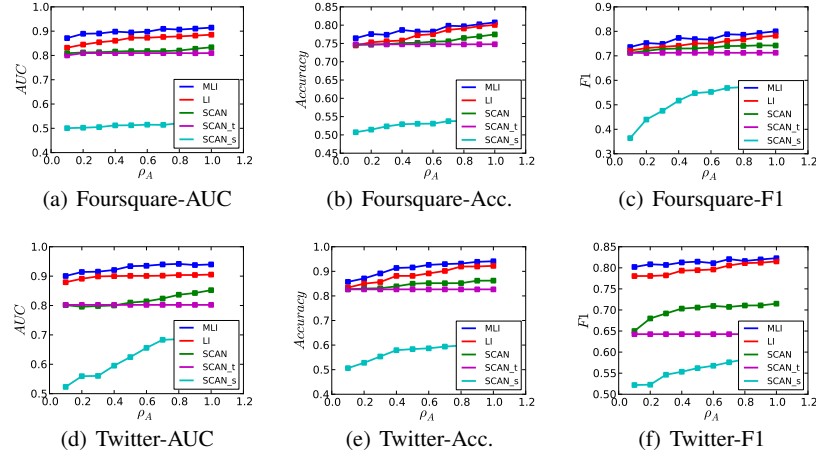 1.0
0.9
0.8
0.7
0.6
0.5
0.4
AUC
MLI
LI
SCAN
SCAN_t
SCAN_s
0.0 0.2 0.4 0.6 0.8 1.0 1.2
ρA
(a) Foursquare-AUC
0.85
0.80
0.75
0.70
0.65
0.60
0.55
0.50
0.45
Accuracy
MLI
LI
SCAN
SCAN_t
SCAN_s
0.0 0.2 0.4 0.6 0.8 1.0 1.2
ρA
(b) Foursquare-Acc.
0.9
0.8
0.7
0.6
0.5
0.4
0.3
F1
MLI
LI
SCAN
SCAN_t
SCAN_s
0.0 0.2 0.4 0.6 0.8 1.0 1.2
ρA
(c) Foursquare-F1
1.0
0.9
0.8
0.7
0.6
0.5
AUC
MLI
LI
SCAN
SCAN_t
SCAN_s
0.0 0.2 0.4 0.6 0.8 1.0 1.2
ρA
(d) Twitter-AUC
1.0
0.9
0.8
0.7
0.6
0.5
0.4
Accuracy
MLI
LI
SCAN
SCAN_t
SCAN_s
0.0 0.2 0.4 0.6 0.8 1.0 1.2
ρA
(e) Twitter-Acc.
0.85
0.80
0.75
0.70
0.65
0.60
0.55
0.50
F1
MLI
LI
SCAN
SCAN_t
SCAN_s
0.0 0.2 0.4 0.6 0.8 1.0 1.2
ρA
(f) Twitter-F1